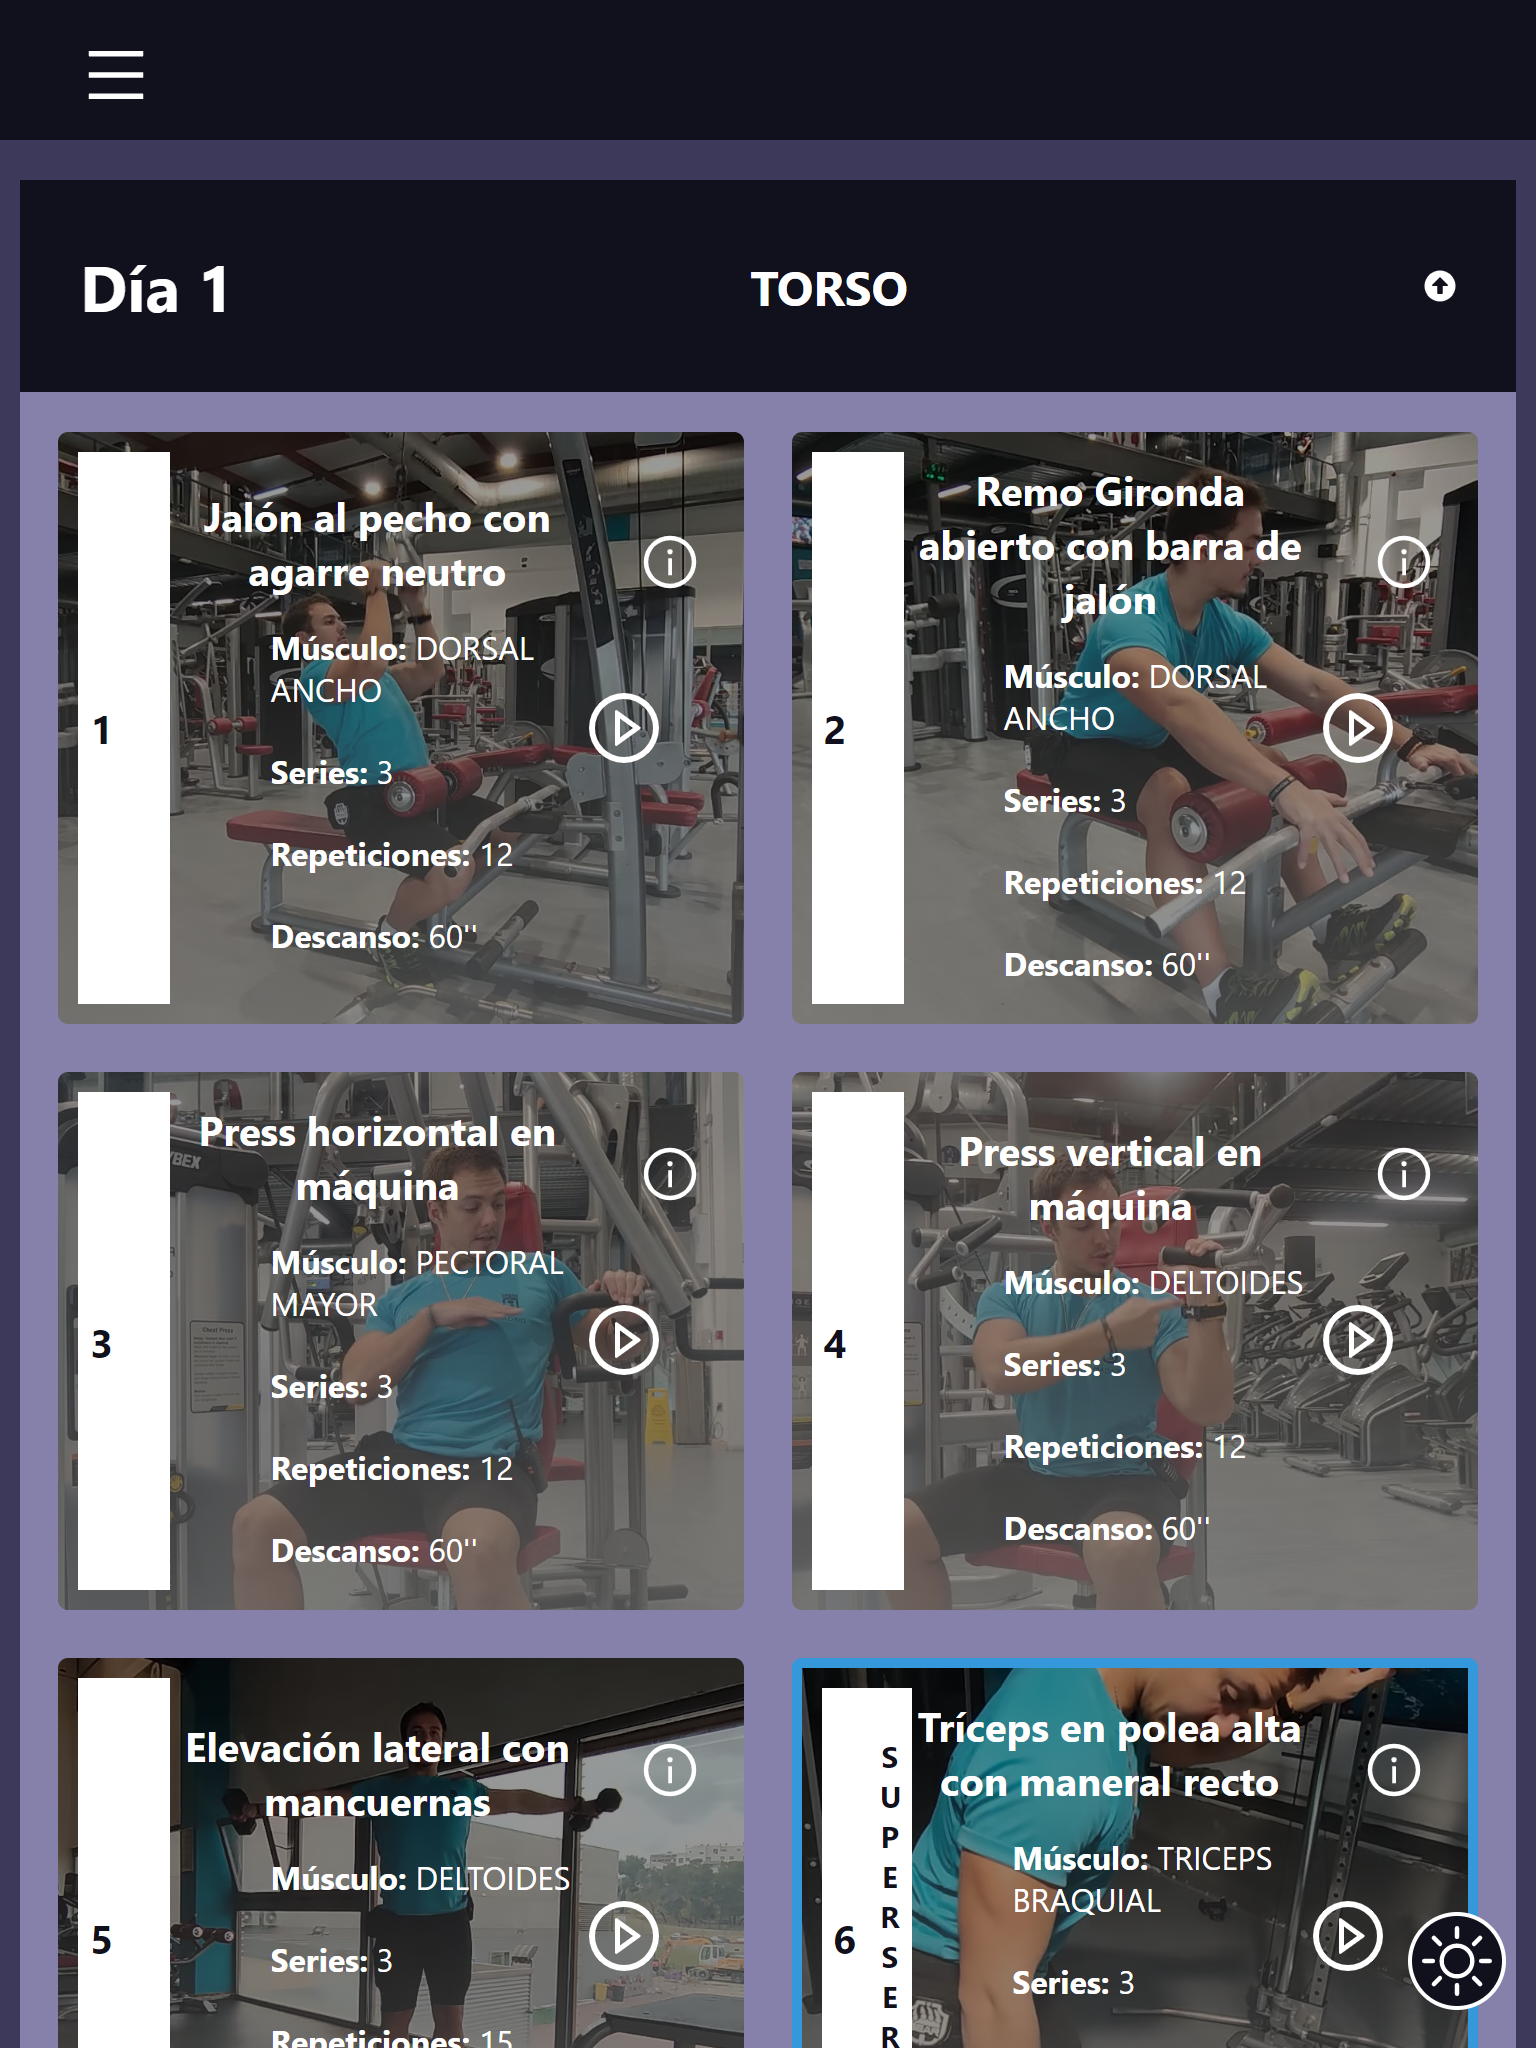 Día 1
TORSO
1
Jalón al pecho con
agarre neutro
Músculo: DORSAL
ANCHO
Series: 3
Repeticiones: 12
Descanso: 60''
2
Remo Gironda
abierto con barra de
jalón
Músculo: DORSAL
ANCHO
Series: 3
Repeticiones: 12
Descanso: 60''
3
Press horizontal en
máquina
Músculo: PECTORAL
MAYOR
Series: 3
Repeticiones: 12
Descanso: 60''
4
Press vertical en
máquina
Músculo: DELTOIDES
Series: 3
Repeticiones: 12
Descanso: 60''
5
Elevación lateral con
mancuernas
Músculo: DELTOIDES
Series: 3
Repeticiones: 15
6
S
U
P
E
R
S
E
R
Tríceps en polea alta
con maneral recto
Músculo: TRICEPS
BRAQUIAL
Series: 3